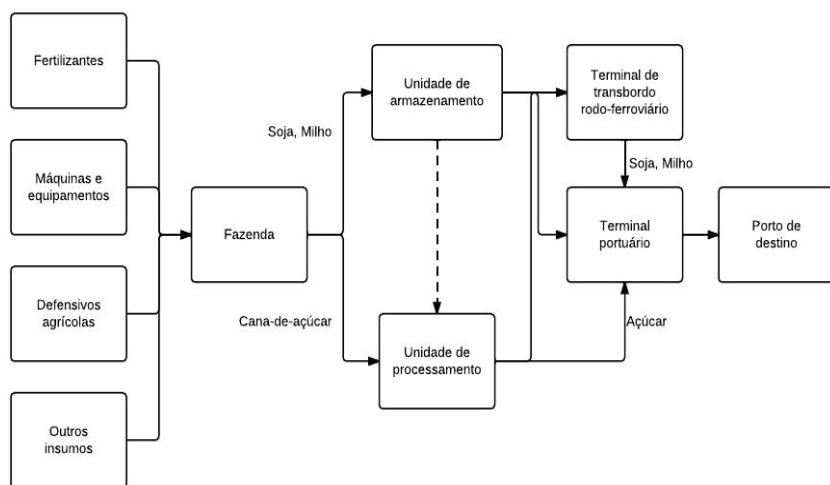 Fertilizantes
Máquinas e
equipamentos
Defensivos
agrícolas
Outros
insumos
Fazenda
Soja, Milho
Cana-de-açúcar
Unidade de
armazenamento
Unidade de
processamento
Terminal de
transbordo
rodo-ferroviário
Soja, Milho
Terminal
portuário
Açúcar
Porto de
destino